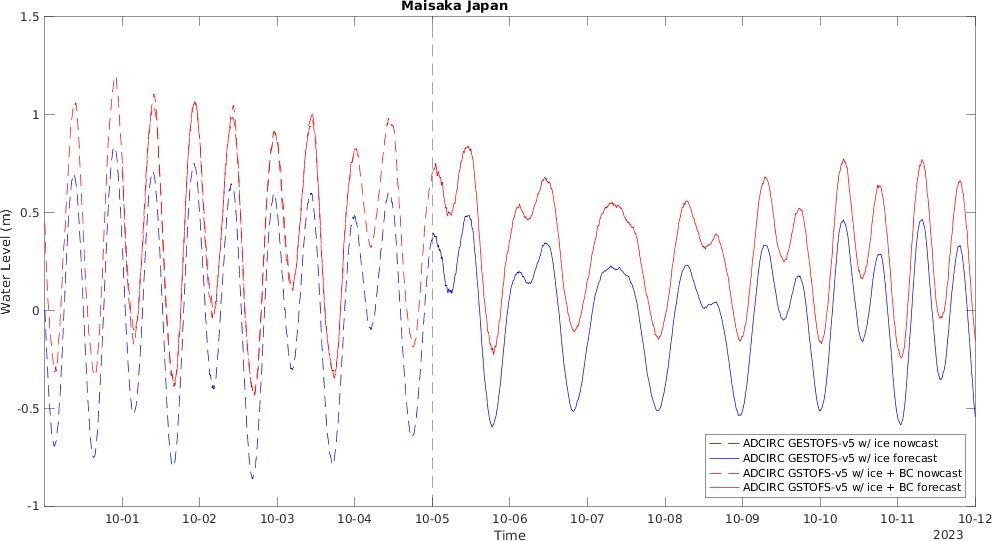 Maisaka Japan
1.5
1
0.5
0
-0.5
-1
Water Level (m)
ADCIRC GESTOFS-v5 w/ ice nowcast
ADCIRC GESTOFS-v5 w/ ice forecast
ADCIRC GSTOFS-v5 w/ ice + BC nowcast
ADCIRC GSTOFS-v5 w/ ice + BC forecast
10-01 10-02 10-03 10-04 10-05 10-06 10-07 10-08 10-09 10-10 10-11 10-12
Time
2023